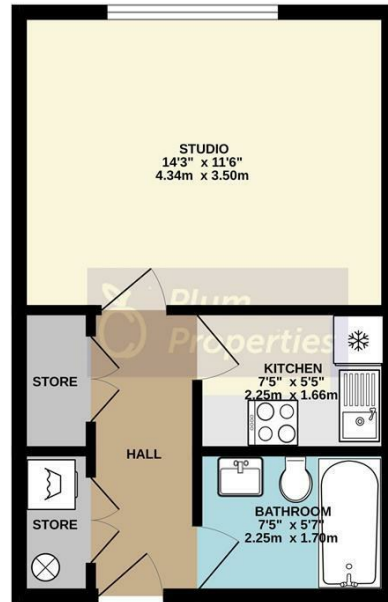 STUDIO
14'3" x 11'6"
4.34m x 3.50m
Plum
Properties
STORE
KITCHEN
7'5" x 5'5"
2.25m x 1.66m
HALL
STORE
BATHROOM
7'5" x 5'7"
2.25m x 1.70m